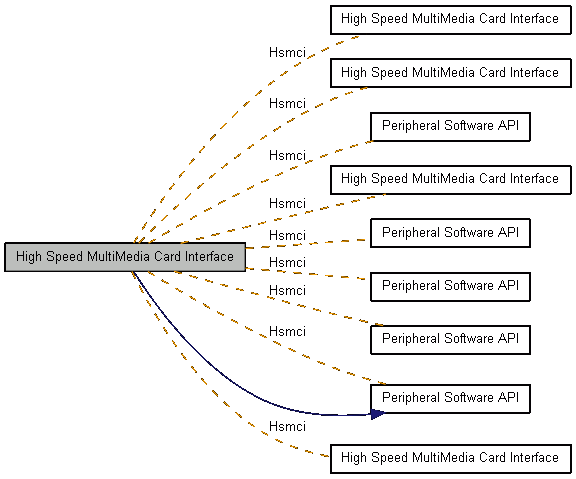 High Speed MultiMedia Card Interface
Hsmci
High Speed MultiMedia Card Interface
Hsmci
Peripheral Software API
Hsmci
High Speed MultiMedia Card Interface
Hsmci
Peripheral Software API
Hsmci
High Speed MultiMedia Card Interface
Hsmci
Peripheral Software API
Hsmci
Peripheral Software API
Hsmci
Peripheral Software API
Hsmci
High Speed MultiMedia Card Interface